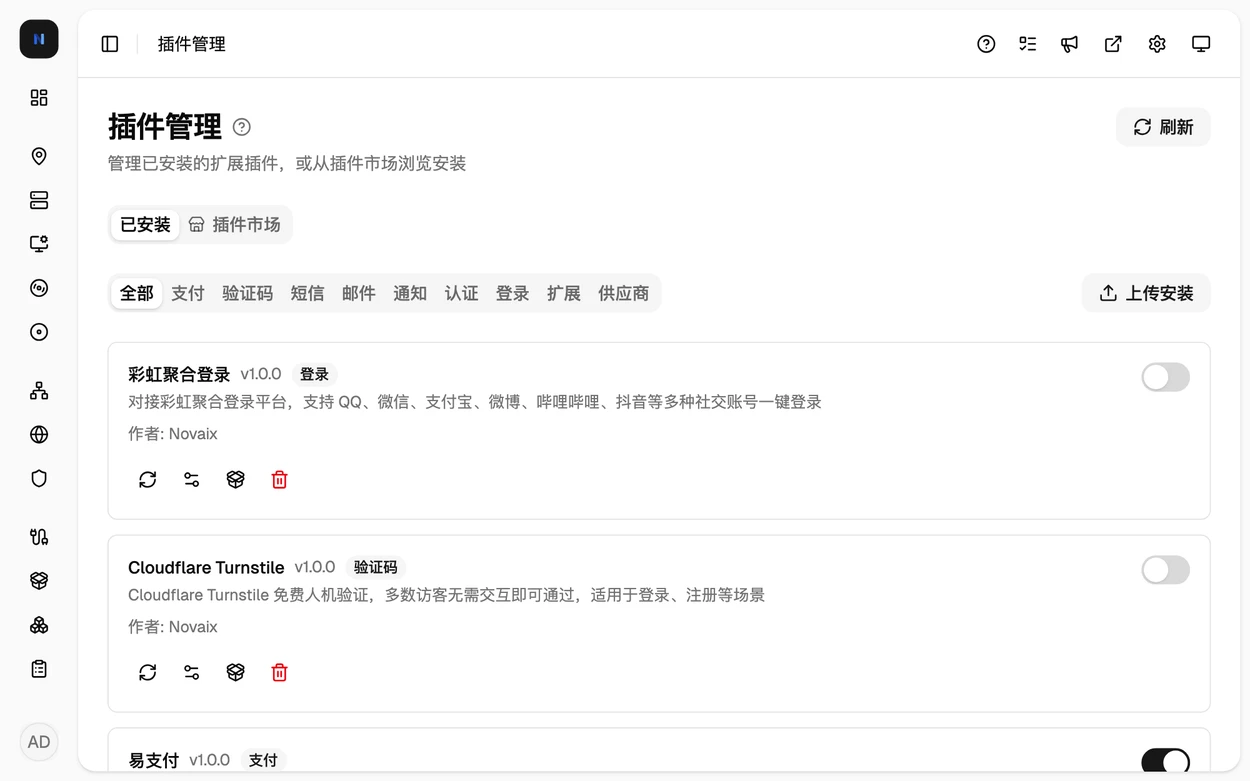 N
插件管理
插件管理
管理已安装的扩展插件，或从插件市场浏览安装
刷新
已安装 插件市场
全部 支付 验证码 短信 邮件 通知 认证 登录 扩展 供应商
上传安装
彩虹聚合登录 v1.0.0 登录
对接彩虹聚合登录平台，支持 QQ、微信、支付宝、微博、哔哩哔哩、抖音等多种社交账号一键登录
作者: Novaix
Cloudflare Turnstile v1.0.0 验证码
Cloudflare Turnstile 免费人机验证，多数访客无需交互即可通过，适用于登录、注册等场景
作者: Novaix
易支付 v1.0.0 支付
AD